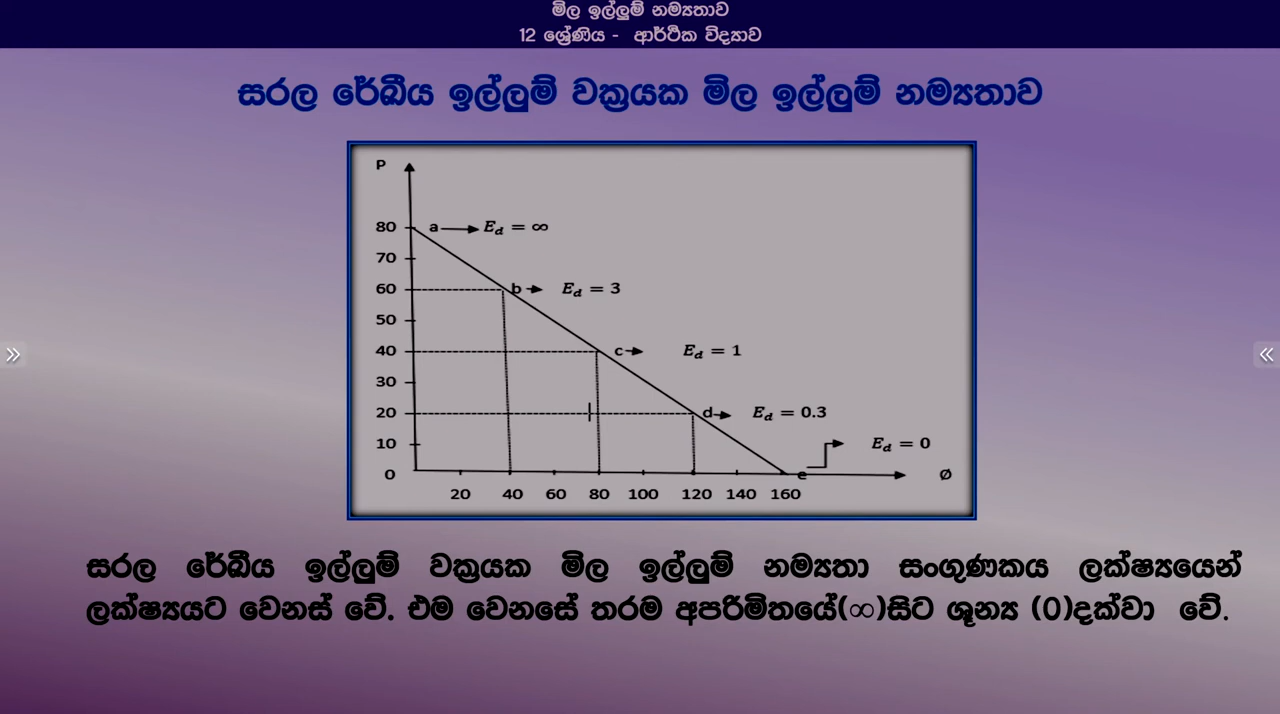 මිල ඉල්ලුම් නම්‍යතාව
12 ශ්‍රේණිය - ආර්ථික විද්‍යාව
සරල රේඛීය ඉල්ලුම් වක්‍රයක මිල ඉල්ලුම් නම්‍යතාව
P
80 a E_d = ∞
70
60 b E_d = 3
50
40 c E_d = 1
30
20 d E_d = 0.3
10 E_d = 0
0 e Ø
20 40 60 80 100 120 140 160
සරල රේඛීය ඉල්ලුම් වක්‍රයක මිල ඉල්ලුම් නම්‍යතා සංගුණකය ලක්ෂ්‍යයෙන්
ලක්ෂ්‍යයට වෙනස් වේ. එම වෙනසේ තරම අපරිමිතයේ(∞)සිට ශූන්‍ය (0)දක්වා වේ.